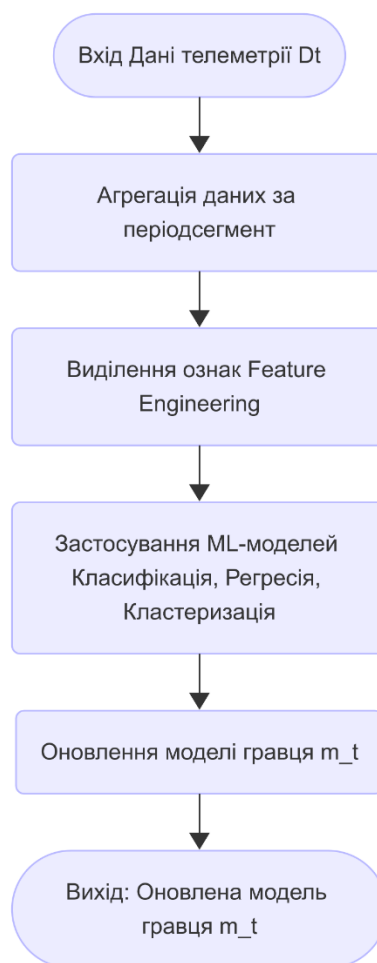 Вхід Дані телеметрії Dt
Агрегація даних за
періодсегмент
Виділення ознак Feature
Engineering
Застосування ML-моделей
Класифікація, Регресія,
Кластеризація
Оновлення моделі гравця m_t
Вихід: Оновлена модель
гравця m_t